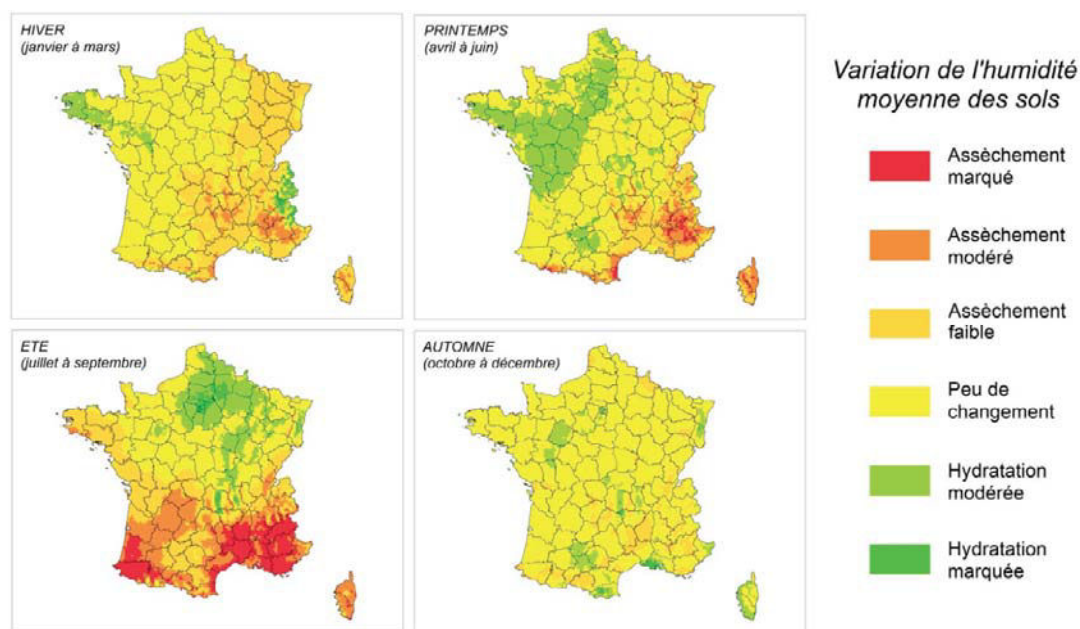 HIVER
(janvier à mars)
PRINTEMPS
(avril à juin)
ETE
(juillet à septembre)
AUTOMNE
(octobre à décembre)
Variation de l'humidité
moyenne des sols
Assèchement
marqué
Assèchement
modéré
Assèchement
faible
Peu de
changement
Hydratation
modérée
Hydratation
marquée